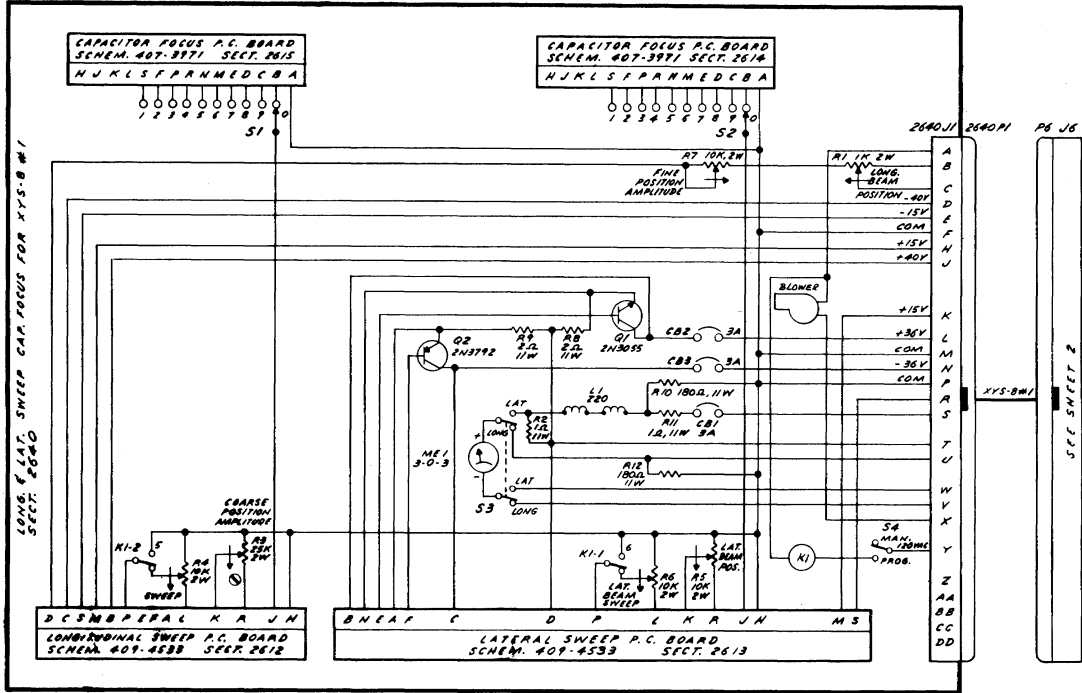 CAPACITOR FOCUS P.C. BOARD
SCHEM. 407-3971 SECT. 2615
H J K L S F P R N M E D C B A
1 2 3 4 5 6 7 8 9 0
S1
CAPACITOR FOCUS P.C. BOARD
SCHEM. 407-3971 SECT. 2614
H J K L S F P R N M E D C B A
1 2 3 4 5 6 7 8 9 0
S2
2640J1
2640P1
P6 J6
R7 10K, 2W
FINE
POSITION
AMPLITUDE
R1 1K 2W
LONG.
BEAM
POSITION
-40V
-15V
COM
+15V
+40V
BLOWER
+15V
+36V
COM
-36V
COM
A
B
C
D
E
F
H
J
K
L
M
N
P
R
S
T
U
W
V
X
Y
Z
AA
BB
CC
DD
XYS-8#1
SEE SHEET 2
LONG. & LAT. SWEEP CAP. FOCUS FOR XYS-8 #1
SECT. 2640
Q2
2N3792
R9
2Ω
11W
R8
2Ω
11W
Q1
2N3055
CB2 3A
CB3 3A
L1
220
R10 180Ω, 11W
R11
1Ω, 11W
CB1
3A
LAT
LONG
R2
1Ω
11W
ME1
3-0-3
+
-
LAT
LONG
S3
R12
180Ω
11W
S4
MAN.
120VAC
PROG.
K1
COARSE
POSITION
AMPLITUDE
K1-2
5
R4
10K
2W
SWEEP
R3
25K
2W
K1-1
6
LAT.
BEAM
SWEEP
R6
10K
2W
R5
10K
2W
LAT.
BEAM
POS.
D C S M B P E F A L K R J H
LONGITUDINAL SWEEP P.C. BOARD
SCHEM. 409-4533 SECT. 2612
B N E A F C D P L K R J H M S
LATERAL SWEEP P.C. BOARD
SCHEM. 409-4533 SECT. 2613